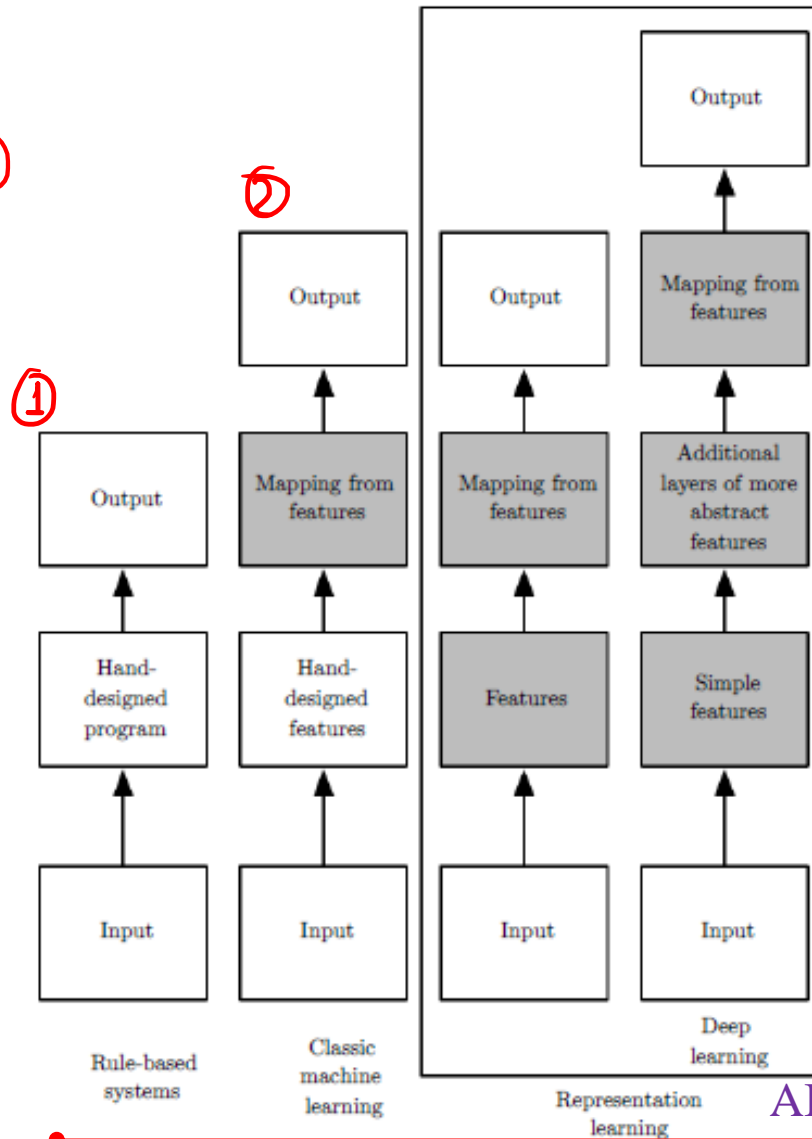 Output
②
Output
Output
Mapping from
features
①
Output
Mapping from
features
Mapping from
features
Additional
layers of more
abstract
features
Hand-
designed
program
Hand-
designed
features
Features
Simple
features
Input
Input
Input
Input
Rule-based
systems
Classic
machine
learning
Representation
learning
Deep
learning